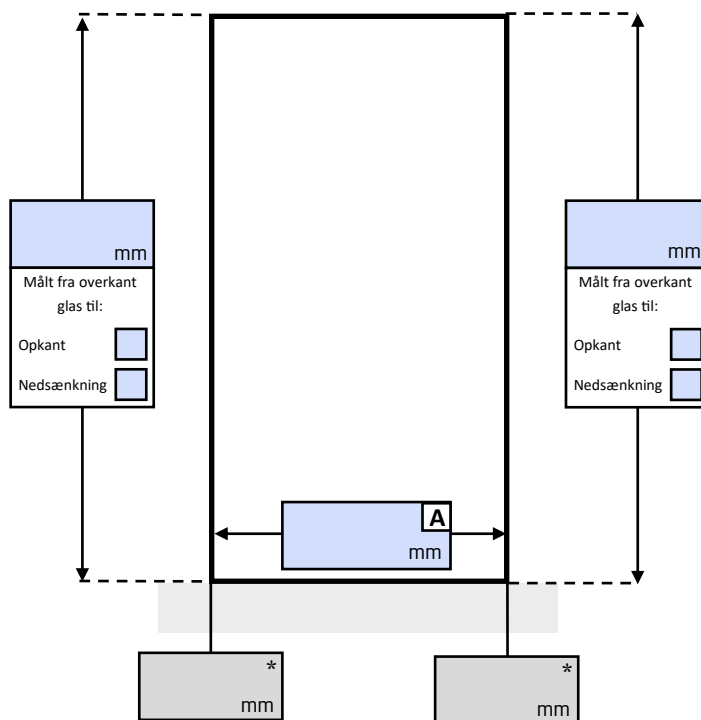 mm
Målt fra overkant
glas til:
Opkant
Nedsænkning
mm
Målt fra overkant
glas til:
Opkant
Nedsænkning
A
mm
*
mm
*
mm